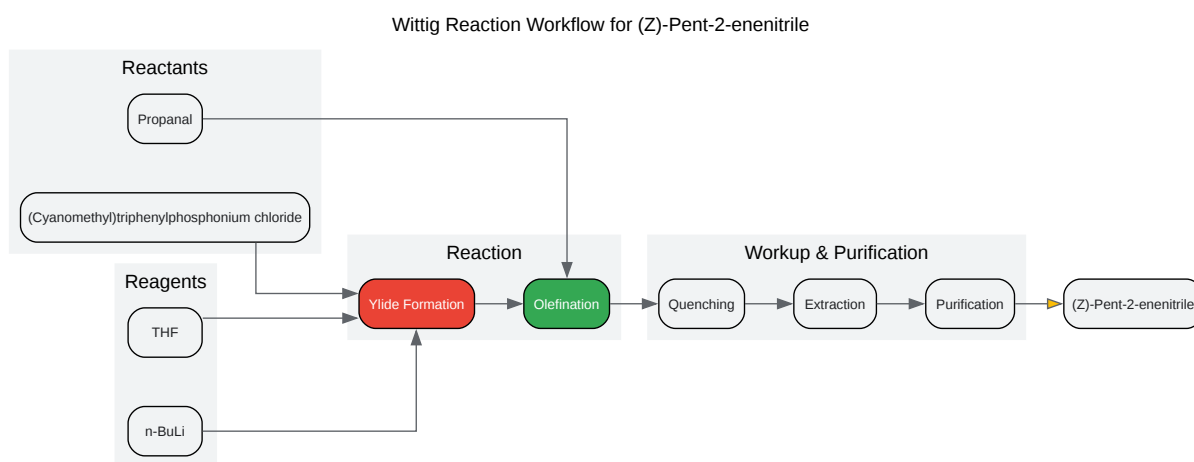 Wittig Reaction Workflow for (Z)-Pent-2-enenitrile
Reactants
Propanal
(Cyanomethyl)triphenylphosphonium chloride
Reagents
THF
n-BuLi
Reaction
Ylide Formation
Olefination
Workup & Purification
Quenching
Extraction
Purification
(Z)-Pent-2-enenitrile